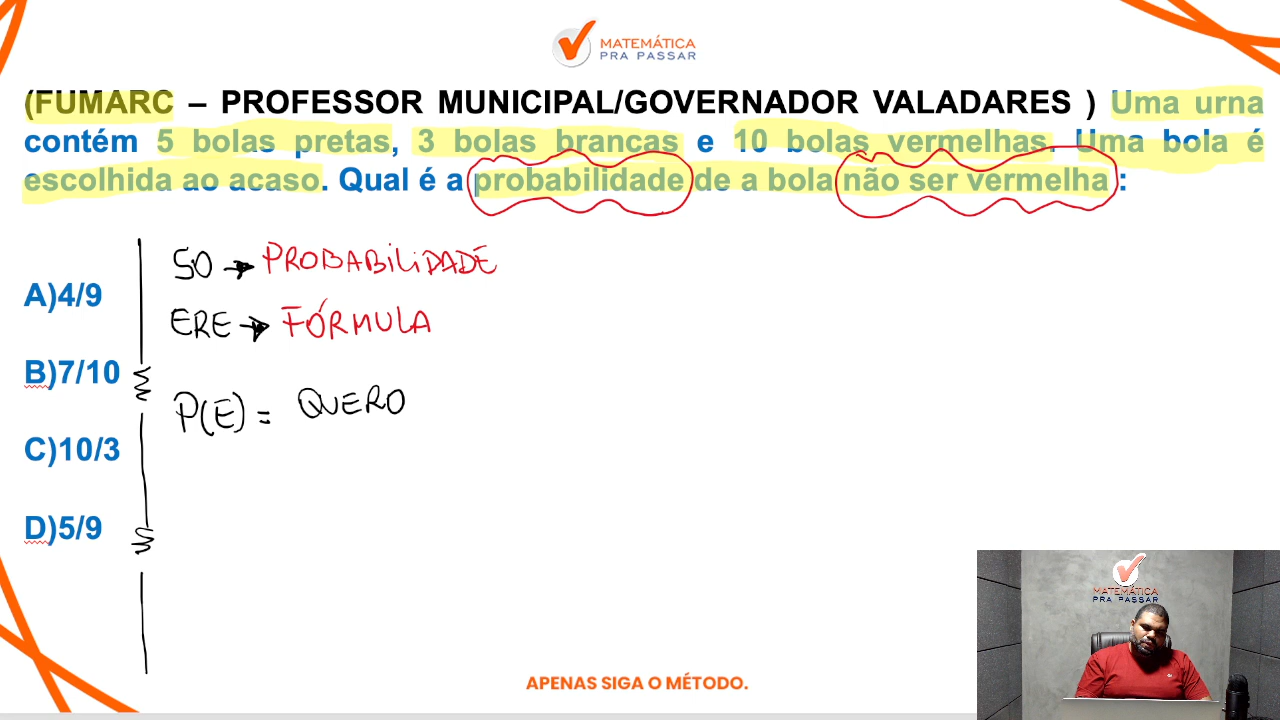 MATEMÁTICA
PRA PASSAR
(FUMARC – PROFESSOR MUNICIPAL/GOVERNADOR VALADARES ) Uma urna
contém 5 bolas pretas, 3 bolas brancas e 10 bolas vermelhas. Uma bola é
escolhida ao acaso. Qual é a probabilidade de a bola não ser vermelha :
SO → PROBABILIDADE
A)4/9
ERE → FÓRMULA
B)7/10
P(E) = QUERO
C)10/3
D)5/9
MATEMÁTICA
PRA PASSAR
APENAS SIGA O MÉTODO.